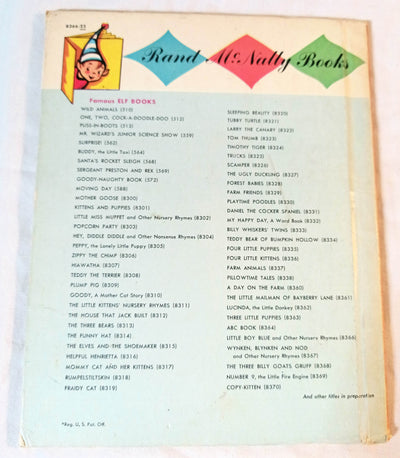 8366:15
Rand McNally Books
Famous ELF BOOKS
WILD ANIMALS (510)
ONE, TWO, COCK-A-DOODLE-DOO (512)
PUSS-IN-BOOTS (513)
MR. WIZARD'S JUNIOR SCIENCE SHOW (559)
SURPRISE! (562)
BUDDY, the Little Taxi (564)
SANTA'S ROCKET SLEIGH (568)
SERGEANT PRESTON AND REX (569)
GOODY-NAUGHTY BOOK (572)
MOVING DAY (588)
MOTHER GOOSE (8300)
KITTENS AND PUPPIES (8301)
LITTLE MISS MUFFET and Other Nursery Rhymes (8302)
POPCORN PARTY (8303)
HEY, DIDDLE DIDDLE and Other Nonsense Rhymes (8304)
PEPPY, the Lonely Little Puppy (8305)
ZIPPY THE CHIMP (8306)
HIAWATHA (8307)
TEDDY THE TERRIER (8308)
PLUMP PIG (8309)
GOODY, A Mother Cat Story (8310)
THE LITTLE KITTENS' NURSERY RHYMES (8311)
THE HOUSE THAT JACK BUILT (8312)
THE THREE BEARS (8313)
THE FUNNY HAT (8314)
THE ELVES AND THE SHOEMAKER (8315)
HELPFUL HENRIETTA (8316)
MOMMY CAT AND HER KITTENS (8317)
RUMPELSTILTSKIN (8318)
FRAIDY CAT (8319)
SLEEPING BEAUTY (8320)
TUBBY TURTLE (8321)
LARRY THE CANARY (8322)
TOM THUMB (8323)
TIMOTHY TIGER (8324)
TRUCKS (8325)
SCAMPER (8326)
THE UGLY DUCKLING (8327)
FOREST BABIES (8328)
FARM FRIENDS (8329)
PLAYTIME POODLES (8330)
DANIEL THE COCKER SPANIEL (8331)
MY HAPPY DAY, A Word Book (8332)
BILLY WHISKERS' TWINS (8333)
TEDDY BEAR OF BUMPKIN HOLLOW (8334)
FOUR LITTLE PUPPIES (8335)
FOUR LITTLE KITTENS (8336)
FARM ANIMALS (8337)
PILLOWTIME TALES (8338)
A DAY ON THE FARM (8360)
THE LITTLE MAILMAN OF BAYBERRY LANE (8361)
LUCINDA, the Little Donkey (8362)
THREE LITTLE PUPPIES (8363)
ABC BOOK (8364)
LITTLE BOY BLUE and Other Nursery Rhymes (8366)
WYNKEN, BLYNKEN AND NOD
and Other Nursery Rhymes (8367)
THE THREE BILLY GOATS GRUFF (8368)
NUMBER 9, the Little Fire Engine (8369)
COPY-KITTEN (8370)
And other titles in preparation
*Reg. U. S. Pat. Off.